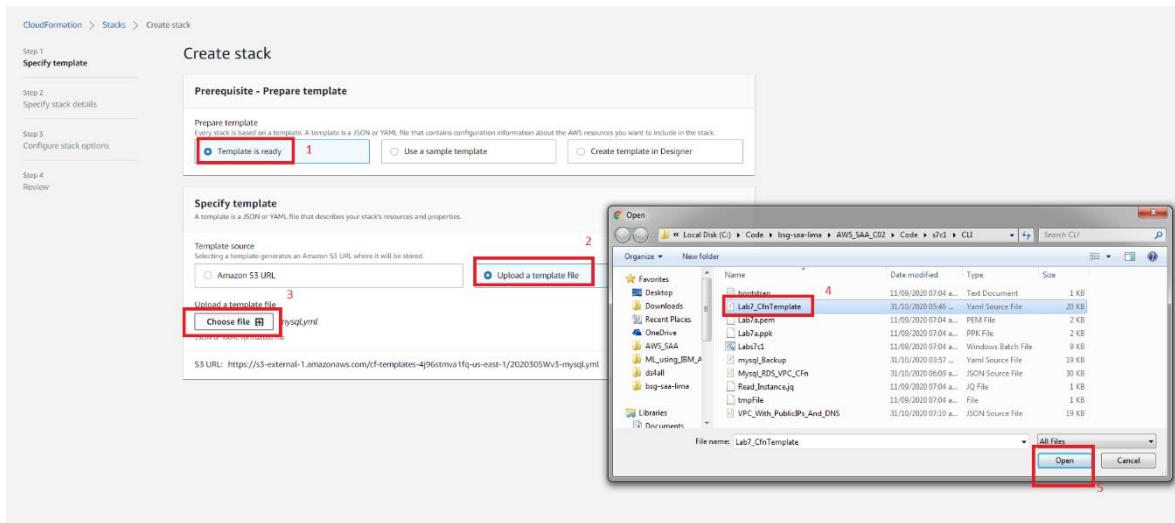 CloudFormation > Stacks > Create stack
Step 1
Specify template
Step 2
Specify stack details
Step 3
Configure stack options
Step 4
Review
Create stack
Prerequisite - Prepare template
Prepare template
Every stack is based on a template. A template is a JSON or YAML file that contains configuration information about the AWS resources you want to include in the stack.
Template is ready
1
Use a sample template
Create template in Designer
Specify template
A template is a JSON or YAML file that describes your stack's resources and properties.
Template source
Selecting a template generates an Amazon S3 URL where it will be stored.
2
Amazon S3 URL
Upload a template file
3
Upload a template file
Choose file
mysql.yml
JSON or YAML formatted file
S3 URL: https://s3-external-1.amazonaws.com/cf-templates-4j96stmva1fq-us-east-1/2020305Wv3-mysql.yml
Open
« Local Disk (C:) Code bsg-saa-lima AWS_SAA_C02 Code s7c1 CLI
Search CLI
Organize New folder
Favorites
Desktop
Downloads
Recent Places
OneDrive
AWS_SAA
ML_using_IBM_A
ds4all
bsg-saa-lima
Libraries
Documents
Name Date modified Type Size
4
bootstrap 11/09/2020 07:04 a... Text Document 1 KB
Lab7_CfnTemplate 31/10/2020 05:46 ... Yaml Source File 20 KB
Lab7a.pem 11/09/2020 07:04 a... PEM File 2 KB
Lab7a.ppk 11/09/2020 07:04 a... PPK File 2 KB
Labs7c1 11/09/2020 07:04 a... Windows Batch File 9 KB
mysql_Backup 31/10/2020 03:57 ... Yaml Source File 19 KB
Mysql_RDS_VPC_CFn 31/10/2020 06:09 a... JSON Source File 30 KB
Read_Instance.jq 11/09/2020 07:04 a... JQ File 1 KB
tmpFile 11/09/2020 07:04 a... File 1 KB
VPC_With_PublicIPs_And_DNS 31/10/2020 07:10 a... JSON Source File 19 KB
File name: Lab7_CfnTemplate
All Files
Open
Cancel
5